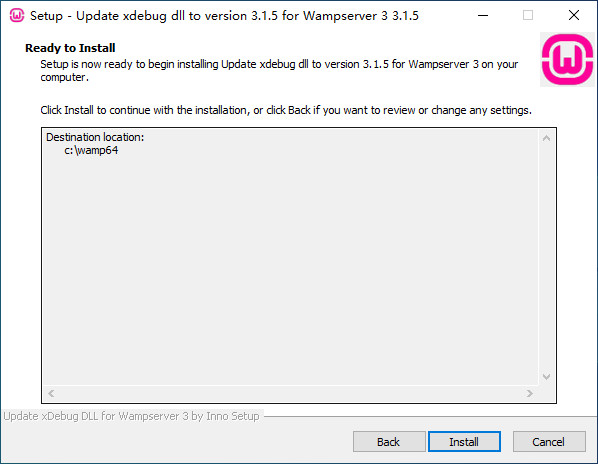 Setup - Update xdebug dll to version 3.1.5 for Wampserver 3 3.1.5
Ready to Install
Setup is now ready to begin installing Update xdebug dll to version 3.1.5 for Wampserver 3 on your
computer.
Click Install to continue with the installation, or click Back if you want to review or change any settings.
Destination location:
c:\wamp64
Update xDebug DLL for Wampserver 3 by Inno Setup
Back
Install
Cancel